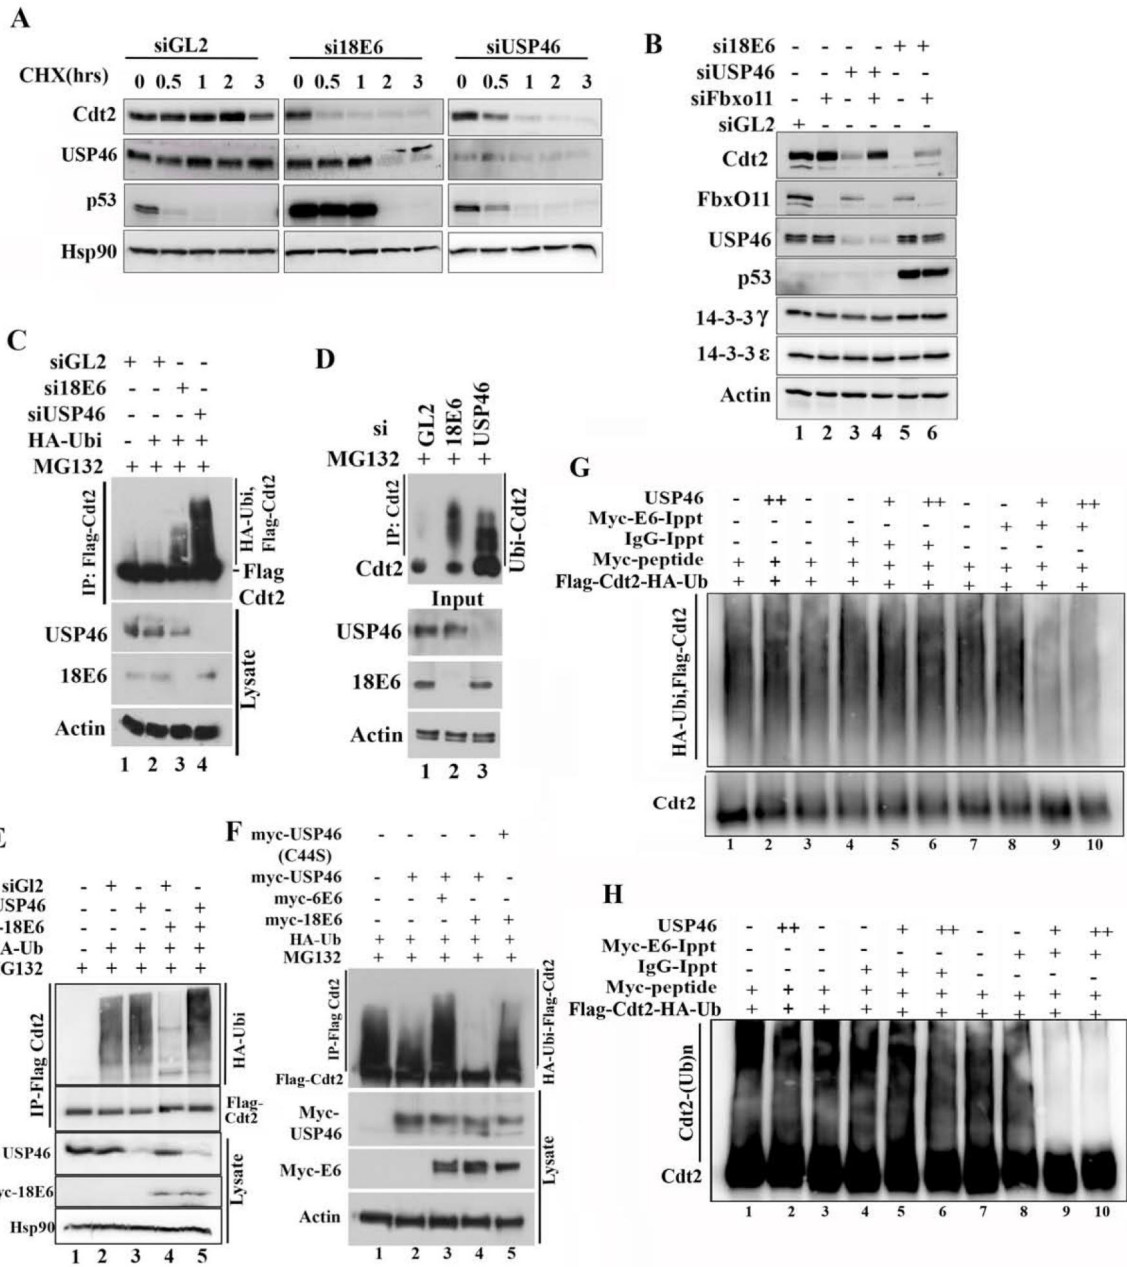 A
siGL2 si18E6 siUSP46
CHX(hrs) 0 0.5 1 2 3 0 0.5 1 2 3 0 0.5 1 2 3
Cdt2
USP46
p53
Hsp90
B
si18E6 - - - - + +
siUSP46 - - + + - -
siFbxo11 - + - + - +
siGL2 + - - - - -
Cdt2
FbxO11
USP46
p53
14-3-3γ
14-3-3ε
Actin
1 2 3 4 5 6
C
siGL2 + + - -
si18E6 - - + -
siUSP46 - - - +
HA-Ubi - + + +
MG132 + + + +
IP: Flag-Cdt2
HA-Ubi,
Flag-Cdt2
-Flag
Cdt2
USP46
18E6
Actin
Lysate
1 2 3 4
D
si GL2 18E6 USP46
MG132 + + +
IP: Cdt2
Ubi-Cdt2
Cdt2
Input
USP46
18E6
Actin
1 2 3
G
USP46 - ++ - - + ++ - - + ++
Myc-E6-Ippt - - - - - - - + + +
IgG-Ippt - - - + + + - - - -
Myc-peptide + + + + + + + + + +
Flag-Cdt2-HA-Ub + + + + + + + + + +
HA-Ubi,Flag-Cdt2
Cdt2
1 2 3 4 5 6 7 8 9 10
siGl2 - + - + -
USP46 - - + - +
-18E6 - - - + +
A-Ub - + + + +
G132 + + + + +
IP-Flag Cdt2
HA-Ubi
Flag-
Cdt2
USP46
yc-18E6
Hsp90
Lysate
1 2 3 4 5
F
myc-USP46 - - - - +
(C44S)
myc-USP46 - + + + -
myc-6E6 - - + - -
myc-18E6 - - - + +
HA-Ub + + + + +
MG132 + + + + +
IP-Flag Cdt2
HA-Ubi-Flag-Cdt2
Flag-Cdt2
Myc-
USP46
Myc-E6
Actin
Lysate
1 2 3 4 5
H
USP46 - ++ - - + ++ - - + ++
Myc-E6-Ippt - - - - - - - + + +
IgG-Ippt - - - + + + - - - -
Myc-peptide + + + + + + + + + +
Flag-Cdt2-HA-Ub + + + + + + + + + +
Cdt2-(Ub)n
Cdt2
1 2 3 4 5 6 7 8 9 10